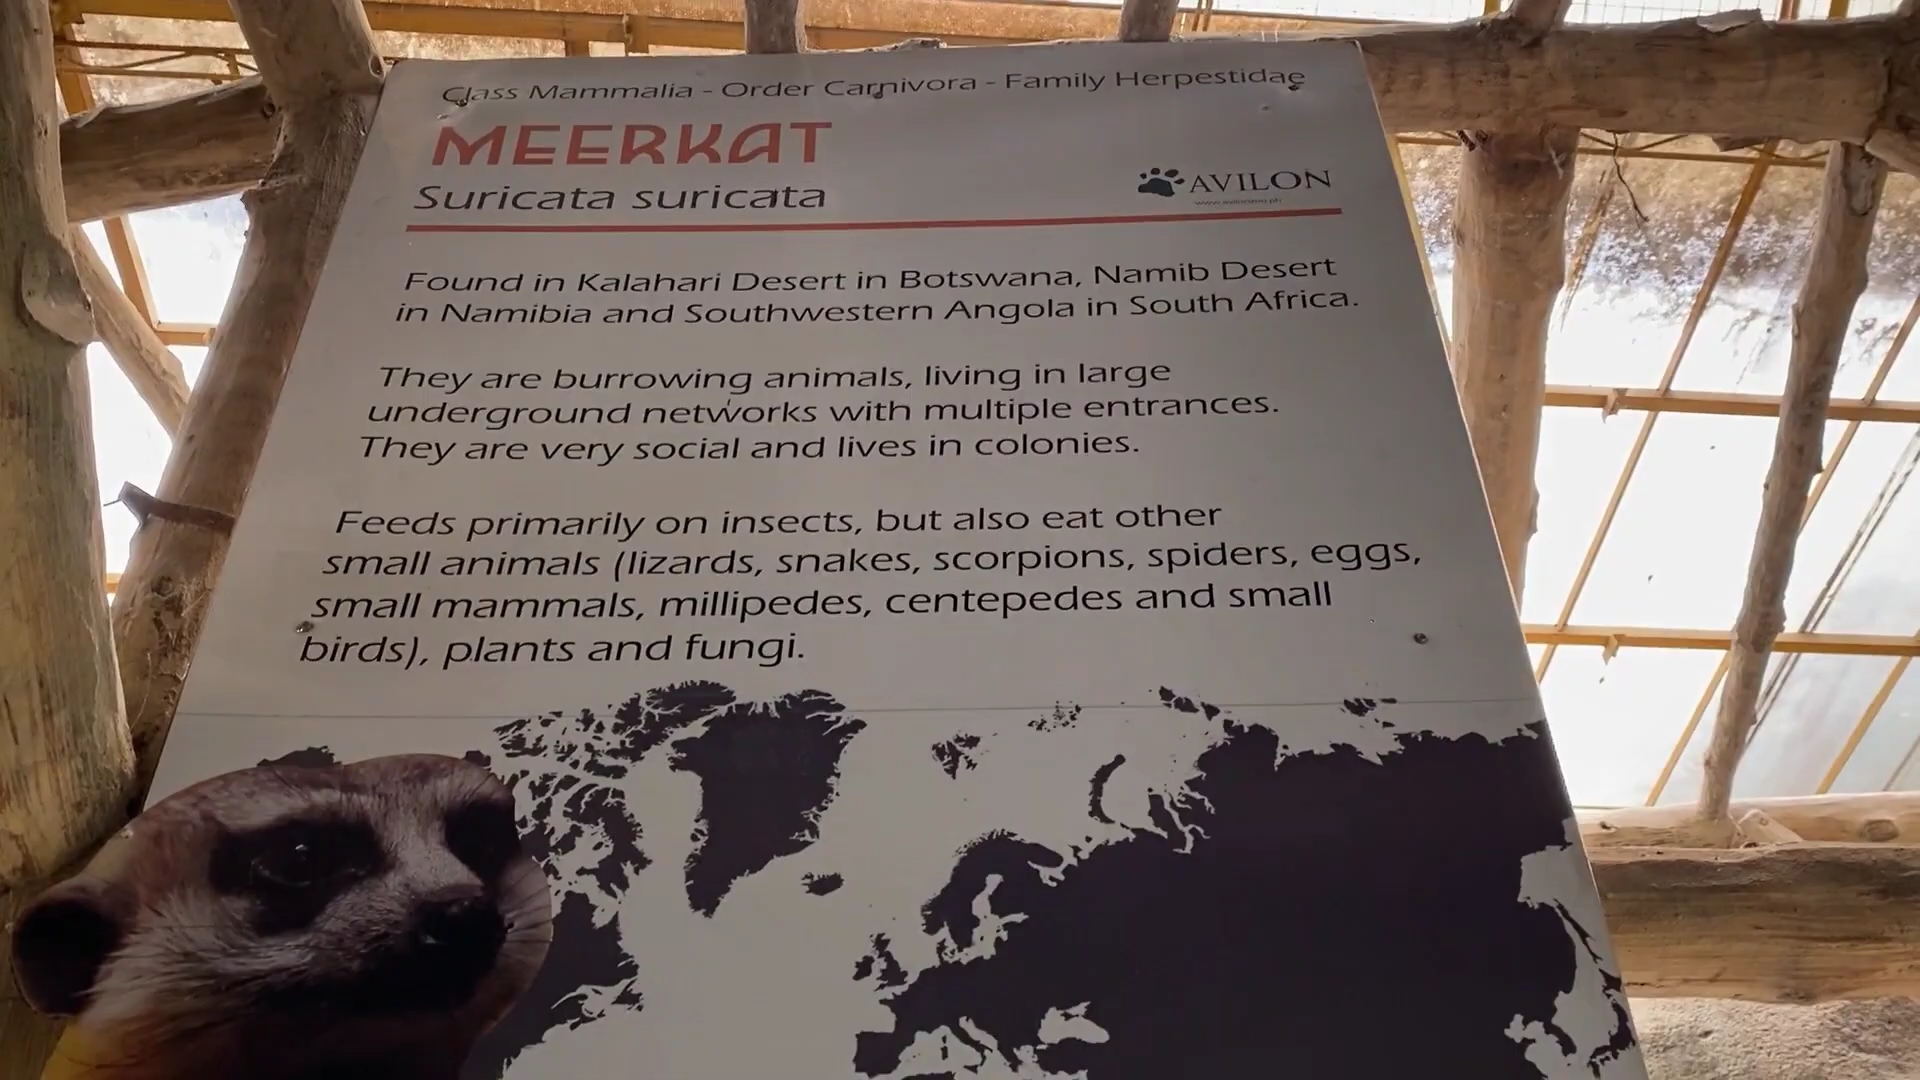 Class Mammalia - Order Carnivora - Family Herpestidae
MEERKAT
Suricata suricata
AVILON
Found in Kalahari Desert in Botswana, Namib Desert
in Namibia and Southwestern Angola in South Africa.
They are burrowing animals, living in large
underground networks with multiple entrances.
They are very social and lives in colonies.
Feeds primarily on insects, but also eat other
small animals (lizards, snakes, scorpions, spiders, eggs,
small mammals, millipedes, centepedes and small
birds), plants and fungi.